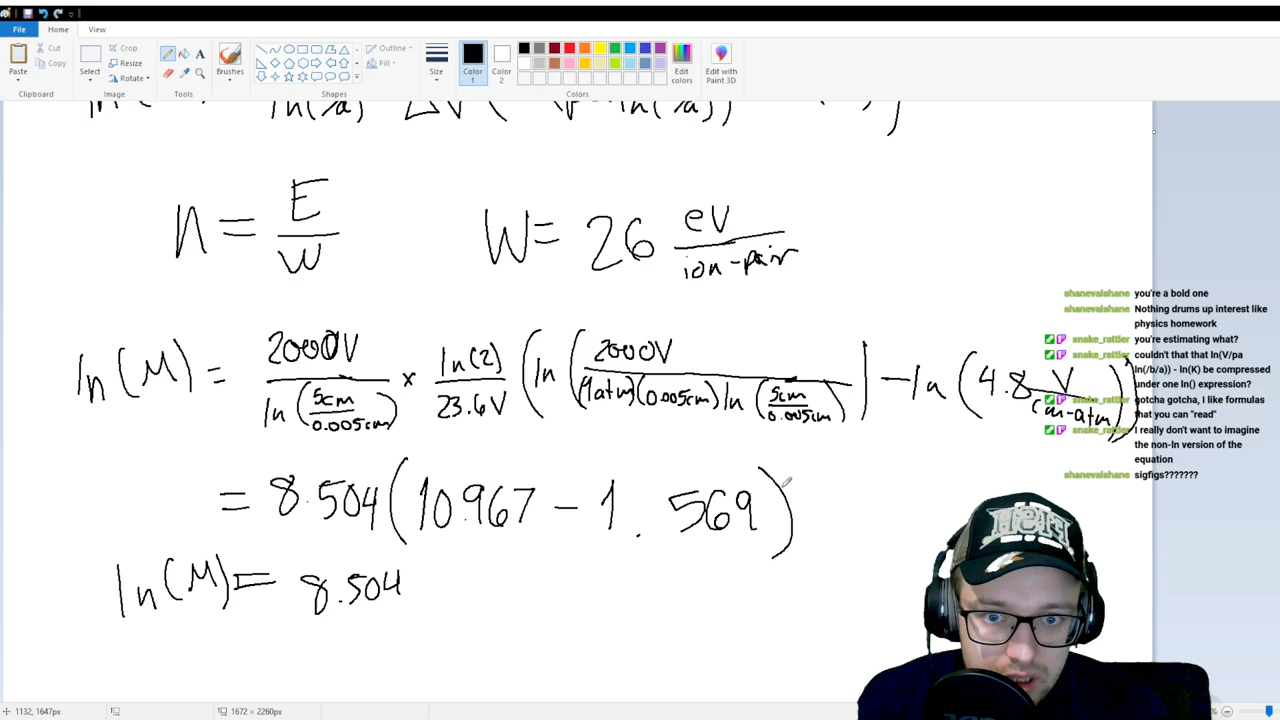 File Home View
Paste Cut Copy Select Crop Resize Rotate Brushes Size Outline Fill Color 1 Color 2 Edit colors Edit with Paint 3D
Clipboard Image Tools Shapes Colors
n = E/W W = 26 eV/ion-pair
ln(M) = 2000V/ln(5cm/0.005cm) × ln(2)/23.6V (ln(2000V/(1atm)(0.005cm)ln(5cm/0.005cm)) - ln(4.8 V/cm-atm))
= 8.504(10.967 - 1.569)
ln(M) = 8.504
shanevalshane you're a bold one
shanevalshane Nothing drums up interest like
physics homework
snake_rattler you're estimating what?
snake_rattler couldn't that that ln(V/pa
ln(/b/a)) - ln(K) be compressed
under one ln() expression?
snake_rattler gotcha gotcha, I like formulas
that you can "read"
snake_rattler I really don't want to imagine
the non-ln version of the
equation
shanevalshane sigfigs???????
1132, 1647px 1672 × 2260px